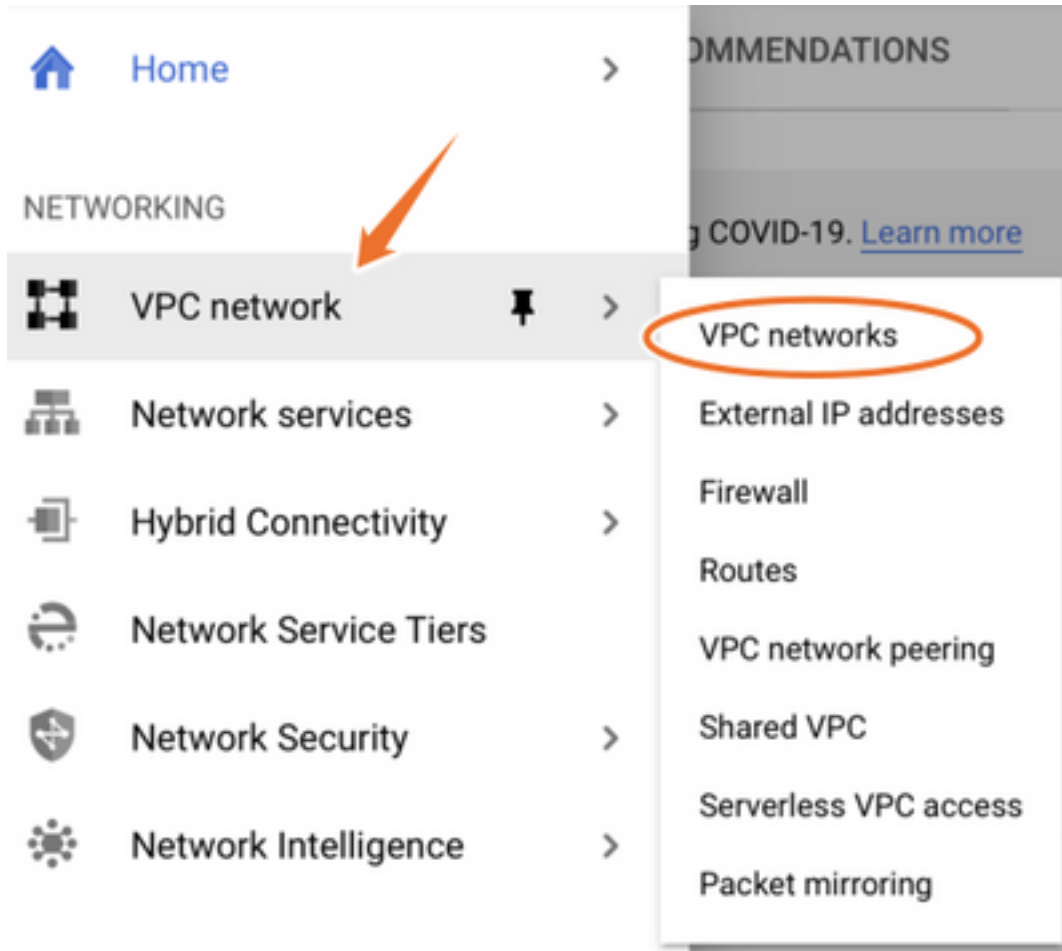 Home
OMMENDATIONS
NETWORKING
g COVID-19. Learn more
VPC network
Network services
Hybrid Connectivity
Network Service Tiers
Network Security
Network Intelligence
VPC networks
External IP addresses
Firewall
Routes
VPC network peering
Shared VPC
Serverless VPC access
Packet mirroring